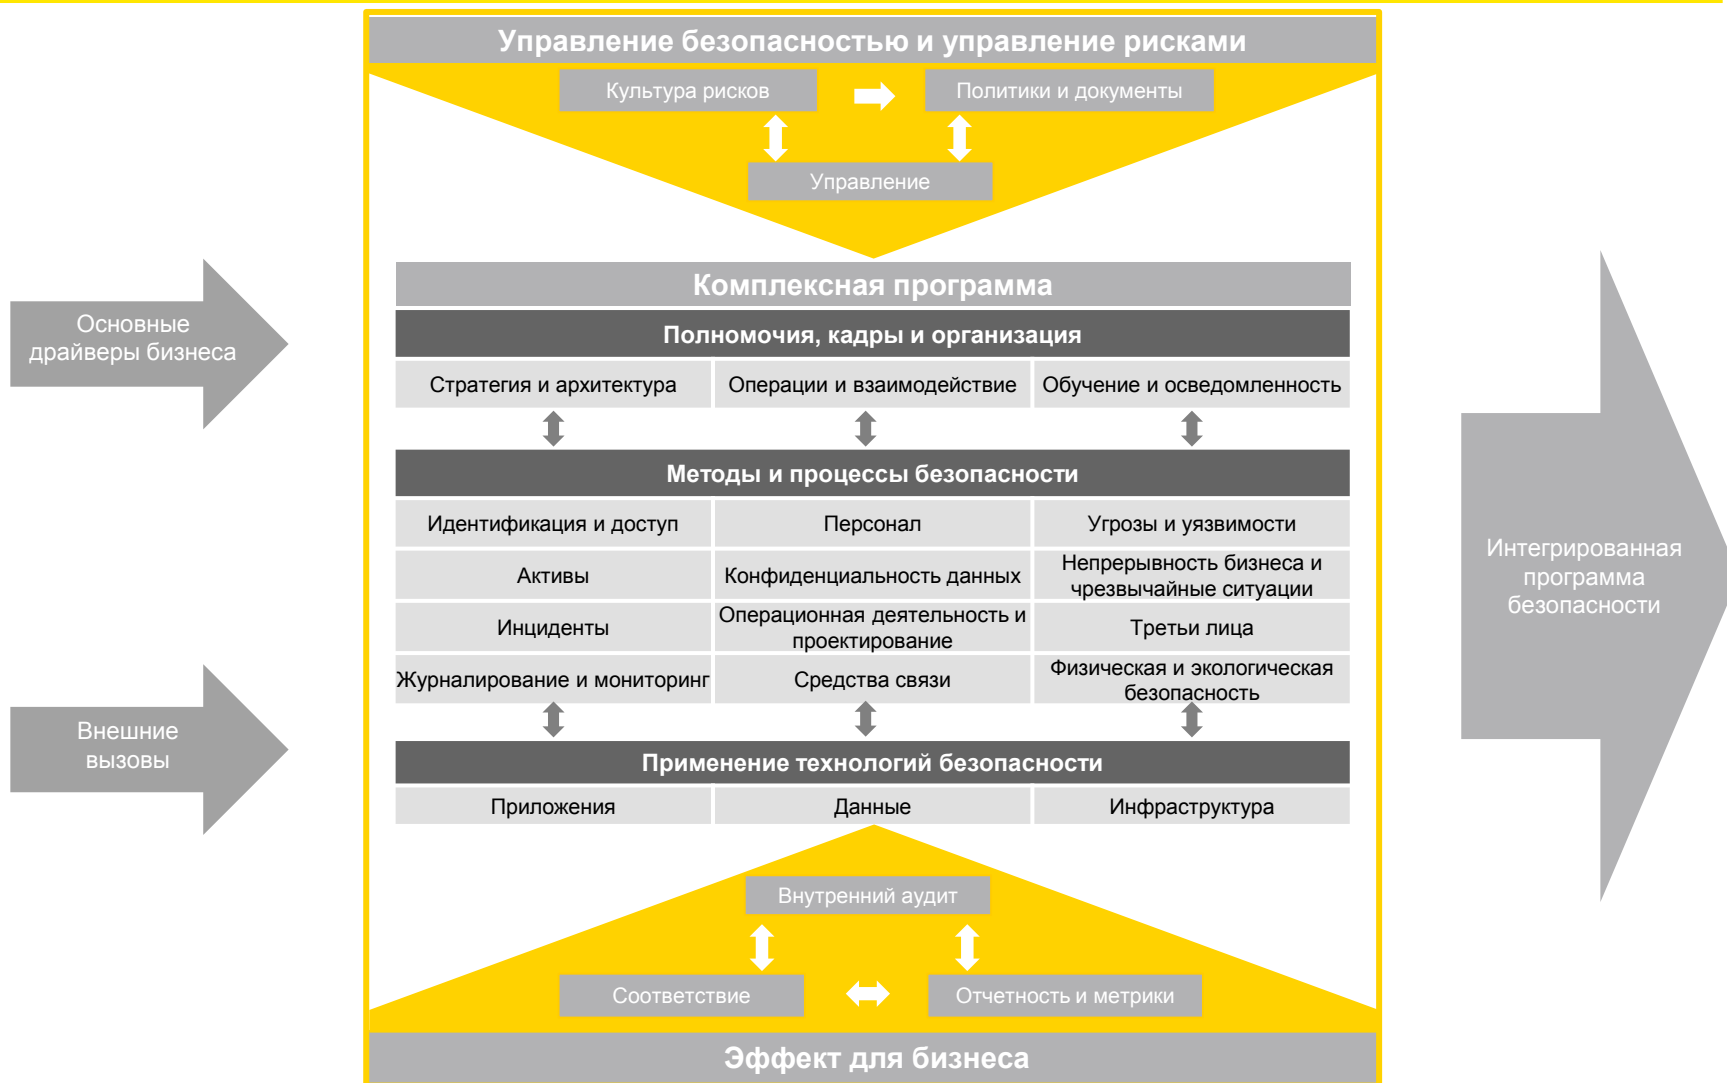 Управление безопасностью и управление рисками
Культура рисков
Политики и документы
Управление
Основные
драйверы бизнеса
Внешние
вызовы
Комплексная программа
Полномочия, кадры и организация
Стратегия и архитектура
Операции и взаимодействие
Обучение и осведомленность
Методы и процессы безопасности
Идентификация и доступ
Персонал
Угрозы и уязвимости
Активы
Конфиденциальность данных
Непрерывность бизнеса и
чрезвычайные ситуации
Инциденты
Операционная деятельность и
проектирование
Третьи лица
Журналирование и мониторинг
Средства связи
Физическая и экологическая
безопасность
Применение технологий безопасности
Приложения
Данные
Инфраструктура
Внутренний аудит
Соответствие
Отчетность и метрики
Эффект для бизнеса
Интегрированная
программа
безопасности